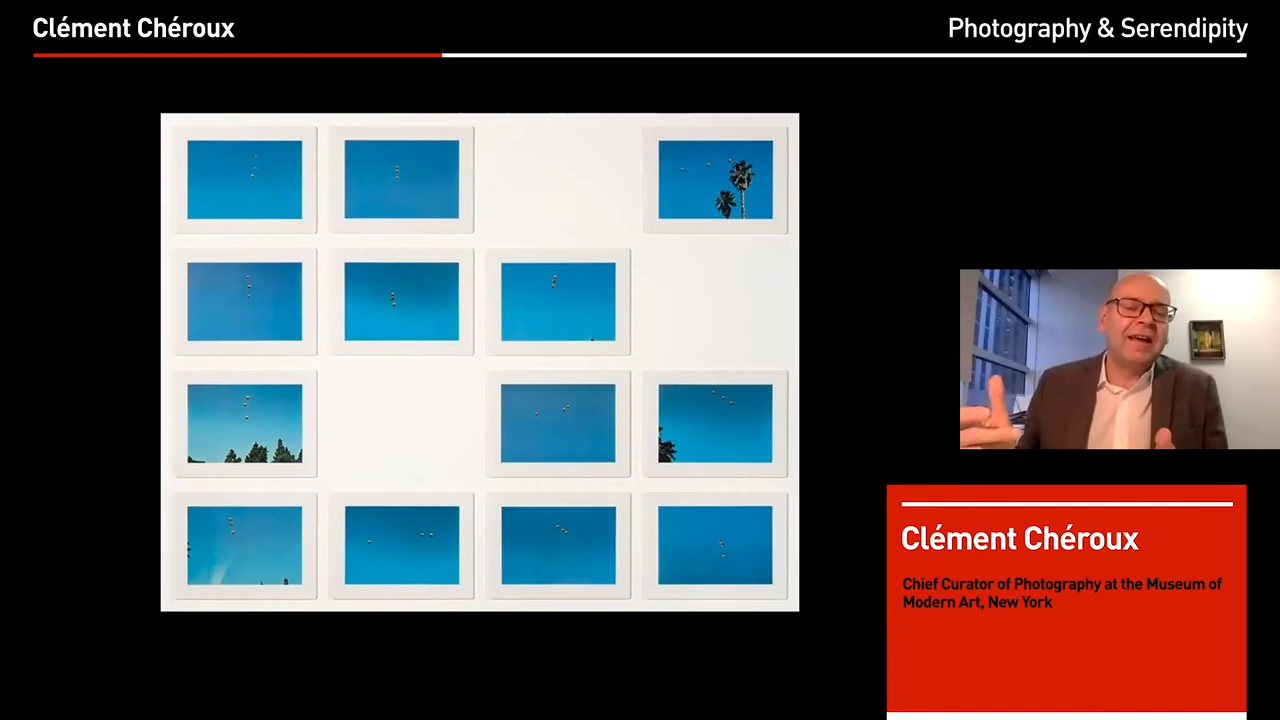 Clément Chéroux
Photography & Serendipity
Clément Chéroux
Chief Curator of Photography at the Museum of
Modern Art, New York